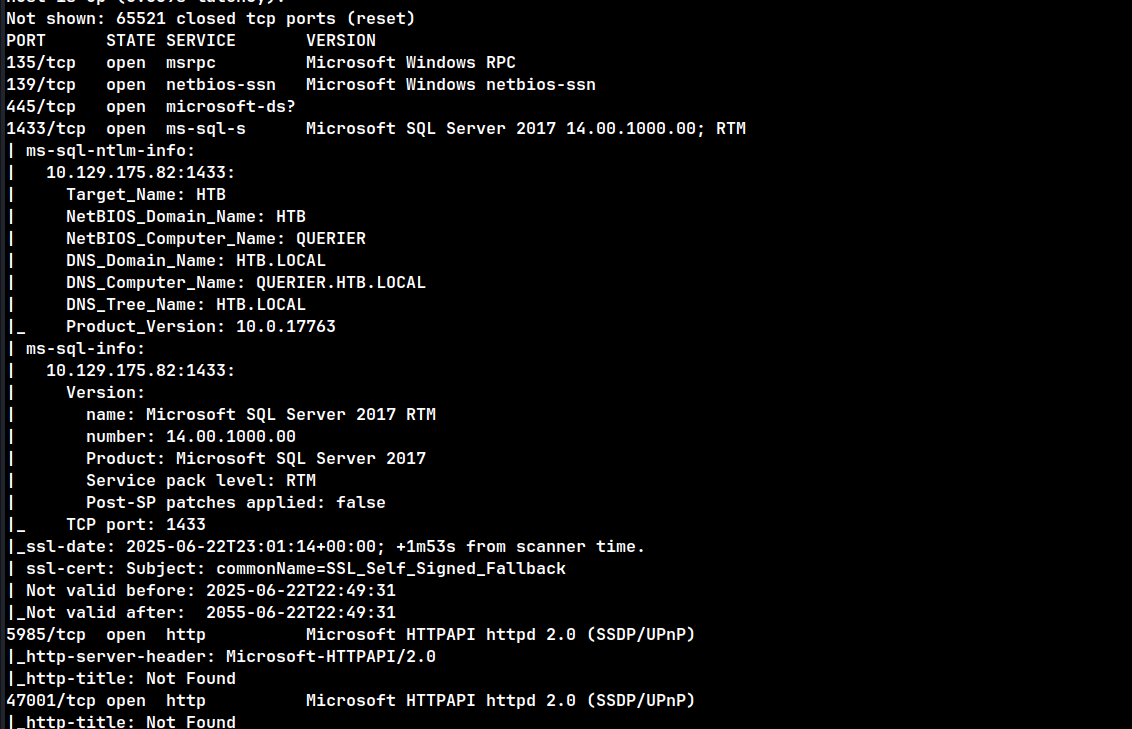 Not shown: 65521 closed tcp ports (reset)
PORT      STATE SERVICE       VERSION
135/tcp   open  msrpc         Microsoft Windows RPC
139/tcp   open  netbios-ssn   Microsoft Windows netbios-ssn
445/tcp   open  microsoft-ds?
1433/tcp  open  ms-sql-s      Microsoft SQL Server 2017 14.00.1000.00; RTM
| ms-sql-ntlm-info:
|   10.129.175.82:1433:
|     Target_Name: HTB
|     NetBIOS_Domain_Name: HTB
|     NetBIOS_Computer_Name: QUERIER
|     DNS_Domain_Name: HTB.LOCAL
|     DNS_Computer_Name: QUERIER.HTB.LOCAL
|     DNS_Tree_Name: HTB.LOCAL
|_    Product_Version: 10.0.17763
| ms-sql-info:
|   10.129.175.82:1433:
|     Version:
|       name: Microsoft SQL Server 2017 RTM
|       number: 14.00.1000.00
|       Product: Microsoft SQL Server 2017
|       Service pack level: RTM
|       Post-SP patches applied: false
|_    TCP port: 1433
|_ssl-date: 2025-06-22T23:01:14+00:00; +1m53s from scanner time.
| ssl-cert: Subject: commonName=SSL_Self_Signed_Fallback
| Not valid before: 2025-06-22T22:49:31
|_Not valid after:  2055-06-22T22:49:31
5985/tcp  open  http          Microsoft HTTPAPI httpd 2.0 (SSDP/UPnP)
|_http-server-header: Microsoft-HTTPAPI/2.0
|_http-title: Not Found
47001/tcp open  http          Microsoft HTTPAPI httpd 2.0 (SSDP/UPnP)
|_http-title: Not Found